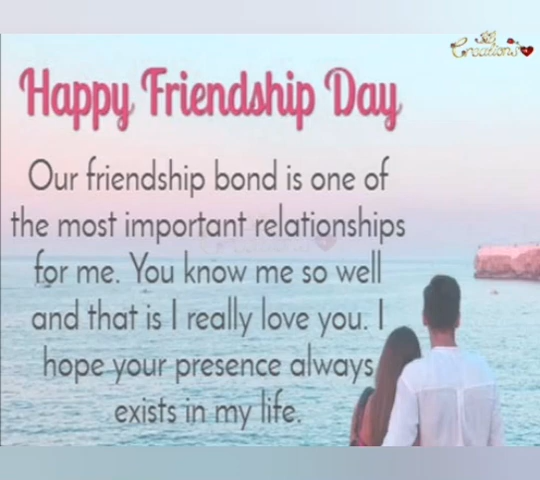 Creations
Happy Friendship Day
Our friendship bond is one of
the most important relationships
for me. You know me so well
and that is I really love you. I
hope your presence always
exists in my life.